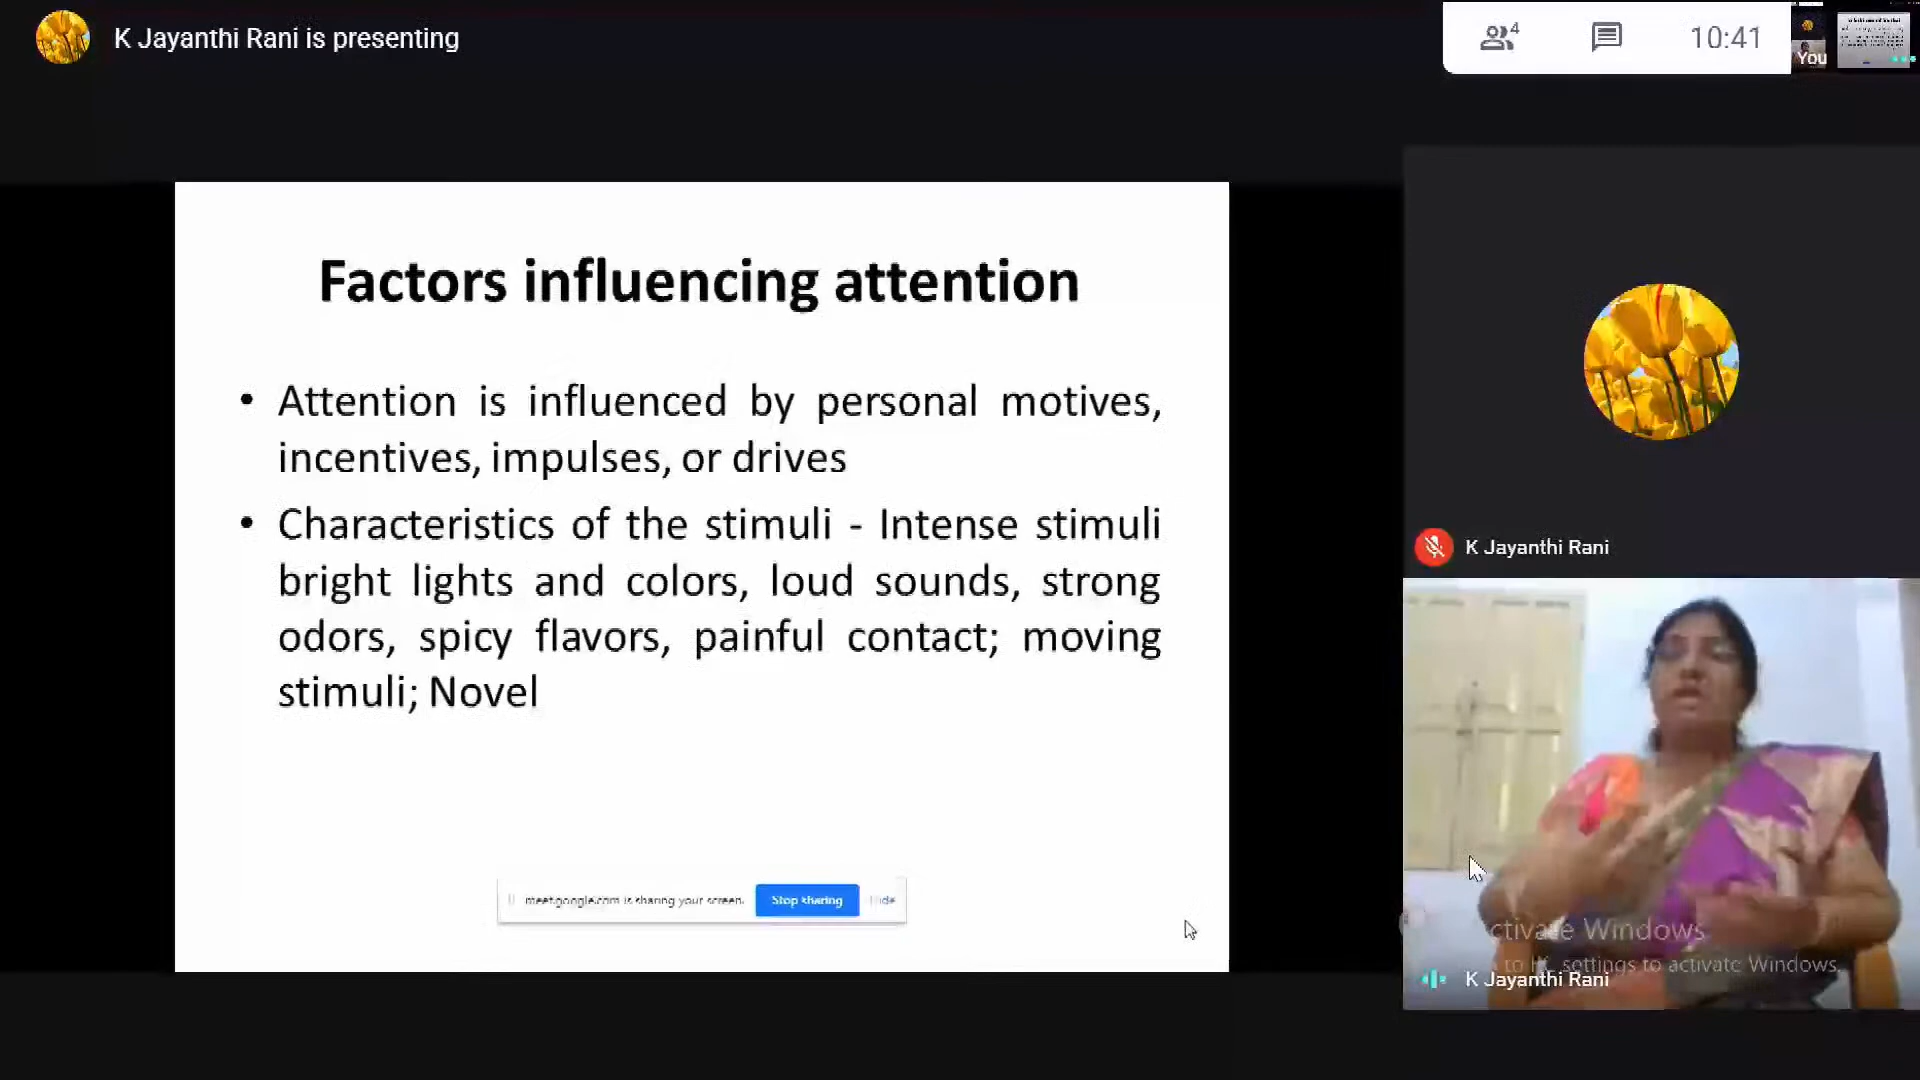 K Jayanthi Rani is presenting
4
10:41
You
Factors influencing attention
• Attention is influenced by personal motives,
incentives, impulses, or drives
• Characteristics of the stimuli - Intense stimuli
bright lights and colors, loud sounds, strong
odors, spicy flavors, painful contact; moving
stimuli; Novel
meet.google.com is sharing your screen.
Stop sharing
Hide
K Jayanthi Rani
ctivate Windows
settings to activate Windows.
K Jayanthi Rani